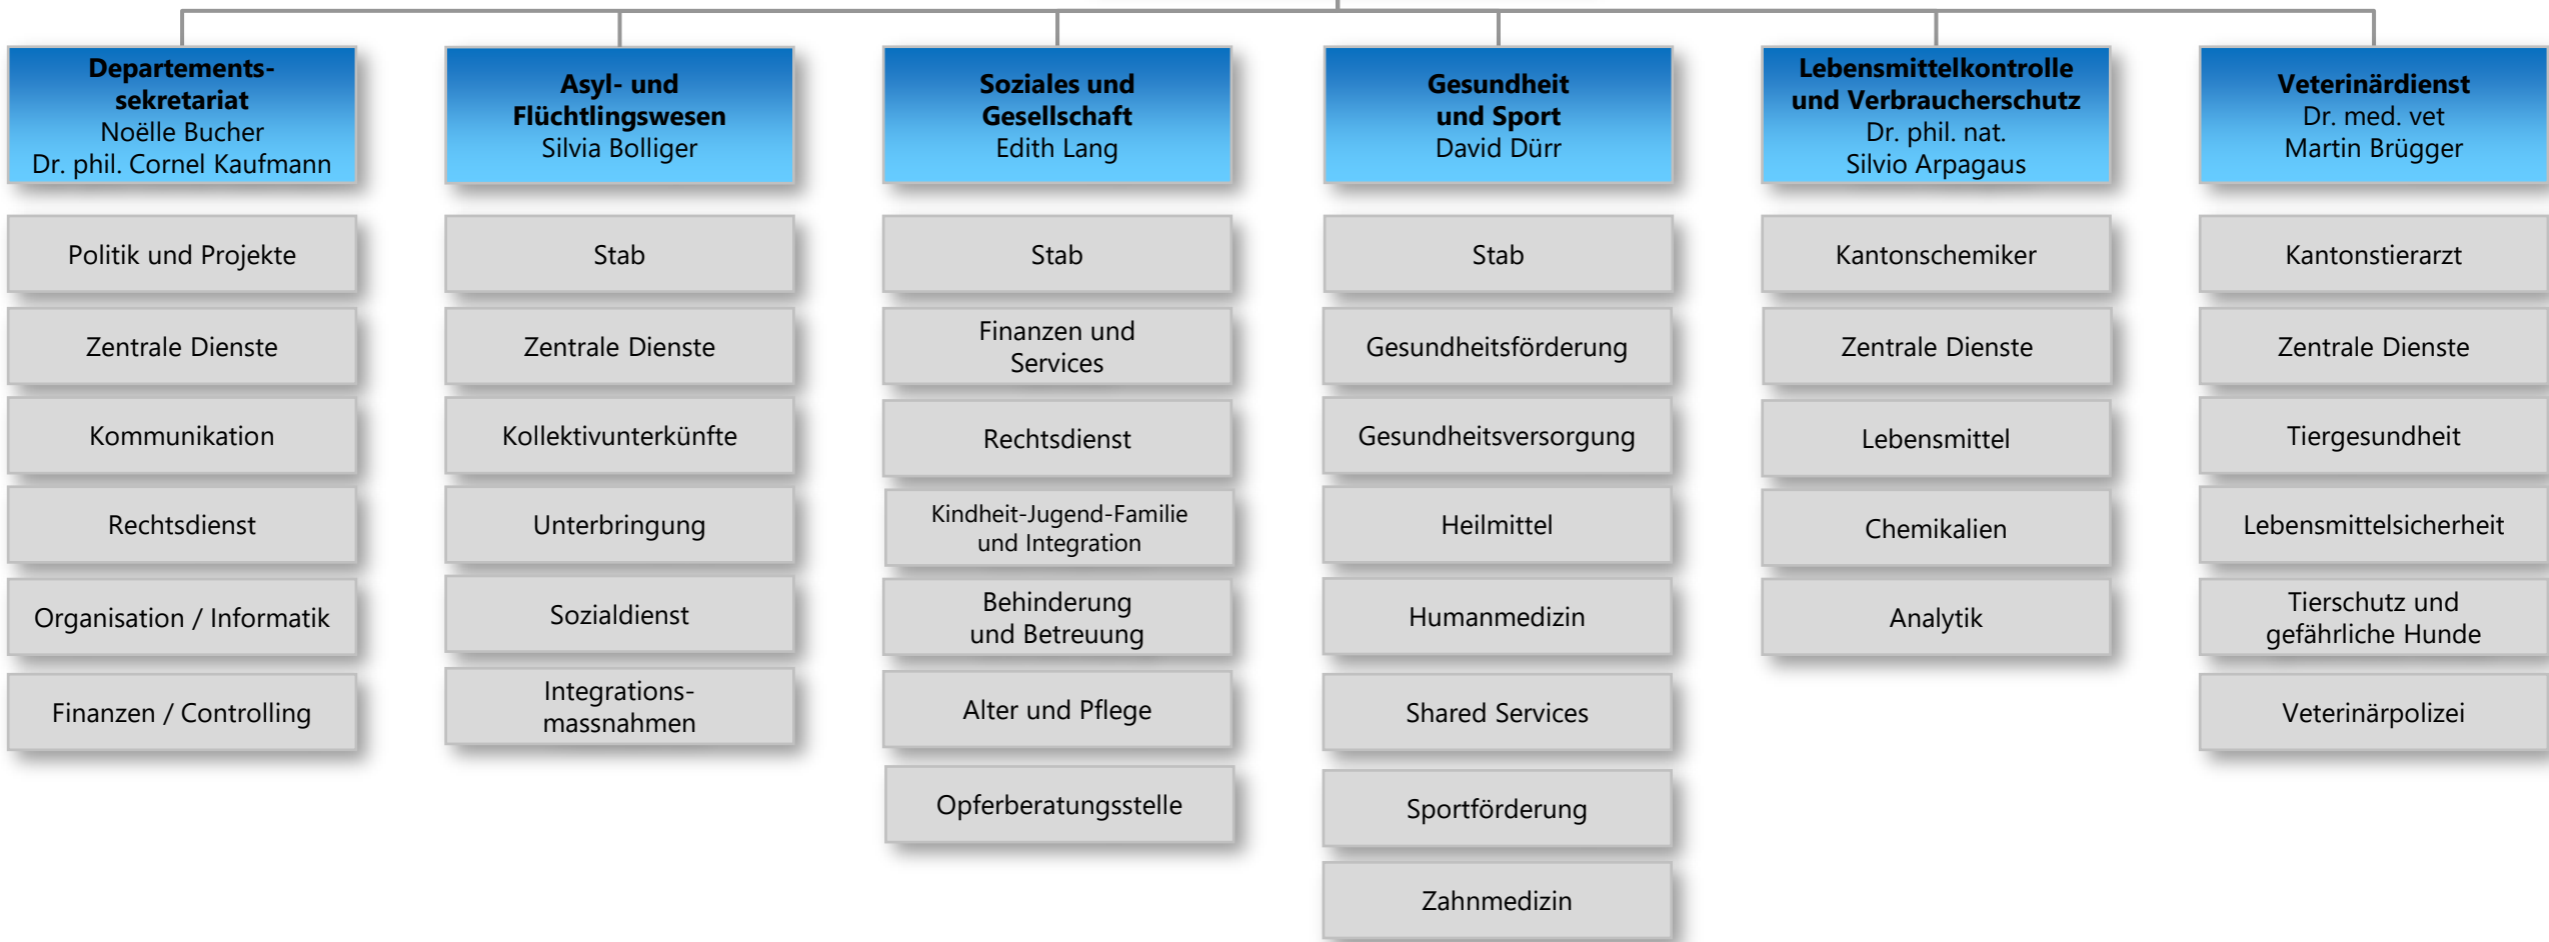 Departements-
sekretariat
Noëlle Bucher
Dr. phil. Cornel Kaufmann
Politik und Projekte
Zentrale Dienste
Kommunikation
Rechtsdienst
Organisation / Informatik
Finanzen / Controlling
Asyl- und
Flüchtlingswesen
Silvia Bolliger
Stab
Zentrale Dienste
Kollektivunterkünfte
Unterbringung
Sozialdienst
Integrations-
massnahmen
Soziales und
Gesellschaft
Edith Lang
Stab
Finanzen und
Services
Rechtsdienst
Kindheit-Jugend-Familie
und Integration
Behinderung
und Betreuung
Alter und Pflege
Opferberatungsstelle
Gesundheit
und Sport
David Dürr
Stab
Gesundheitsförderung
Gesundheitsversorgung
Heilmittel
Humanmedizin
Shared Services
Sportförderung
Zahnmedizin
Lebensmittelkontrolle
und Verbraucherschutz
Dr. phil. nat.
Silvio Arpagaus
Kantonschemiker
Zentrale Dienste
Lebensmittel
Chemikalien
Analytik
Veterinärdienst
Dr. med. vet
Martin Brügger
Kantonstierarzt
Zentrale Dienste
Tiergesundheit
Lebensmittelsicherheit
Tierschutz und
gefährliche Hunde
Veterinärpolizei